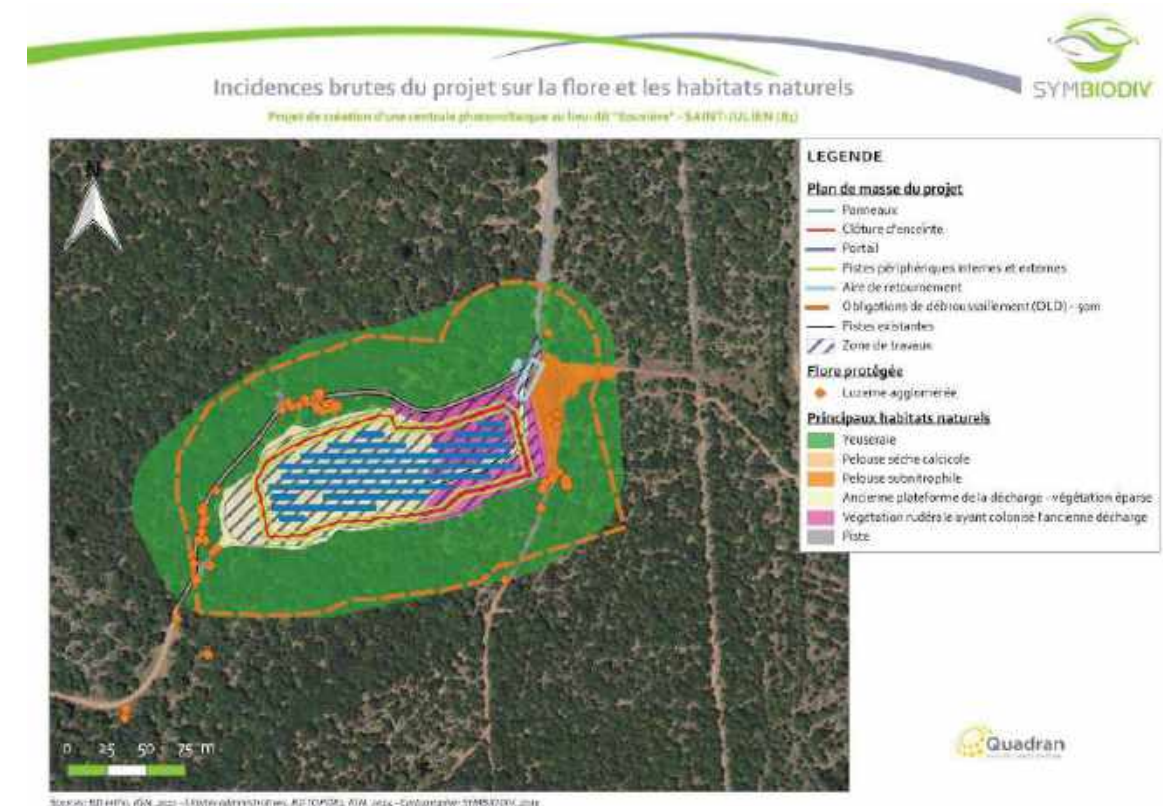 SYMBIODIV
Incidences brutes du projet sur la flore et les habitats naturels
Projet de création d'une centrale photovoltaïque au lieu-dit - SAINT-JULIEN (83)
N
LEGENDE
Plan de masse du projet
Panneaux
Clôture d'enceinte
Portail
Pistes périphériques internes et externes
Aire de retournement
Obligations de débroussaillement (OLD) - 50m
Pistes existantes
Zone de travaux
Flore protégée
Luzerne agglomérée
Principaux habitats naturels
Yeuseraie
Pelouse sèche calcicole
Pelouse subnitrophile
Ancienne plateforme de la décharge - végétation éparse
Végétation rudérale ayant colonisé l'ancienne décharge
Piste
0 25 50 75 m
Quadran